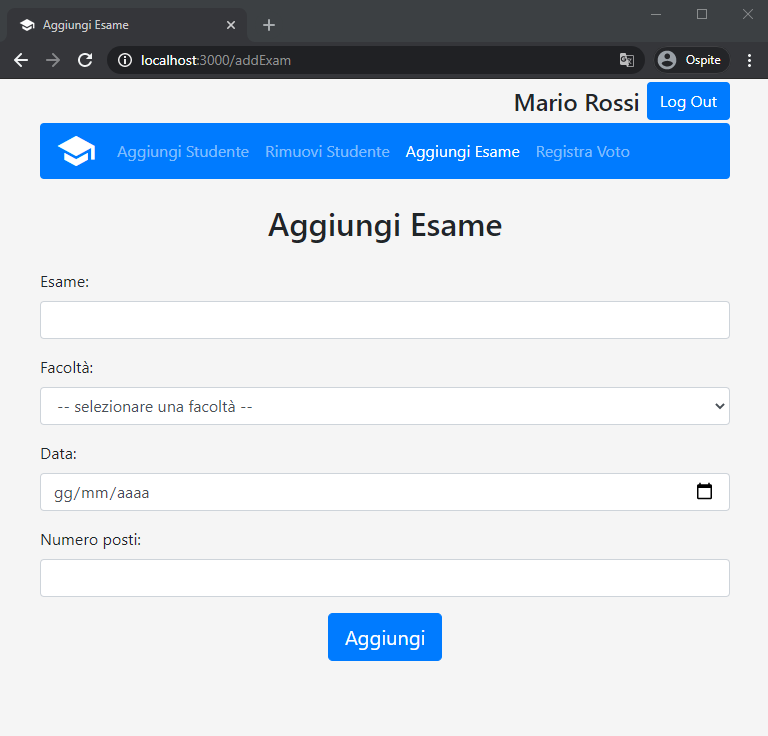 Aggiungi Esame
localhost:3000/addExam
Ospite
Mario Rossi
Log Out
Aggiungi Studente Rimuovi Studente Aggiungi Esame Registra Voto
Aggiungi Esame
Esame:
Facoltà:
-- selezionare una facoltà --
Data:
gg/mm/aaaa
Numero posti:
Aggiungi